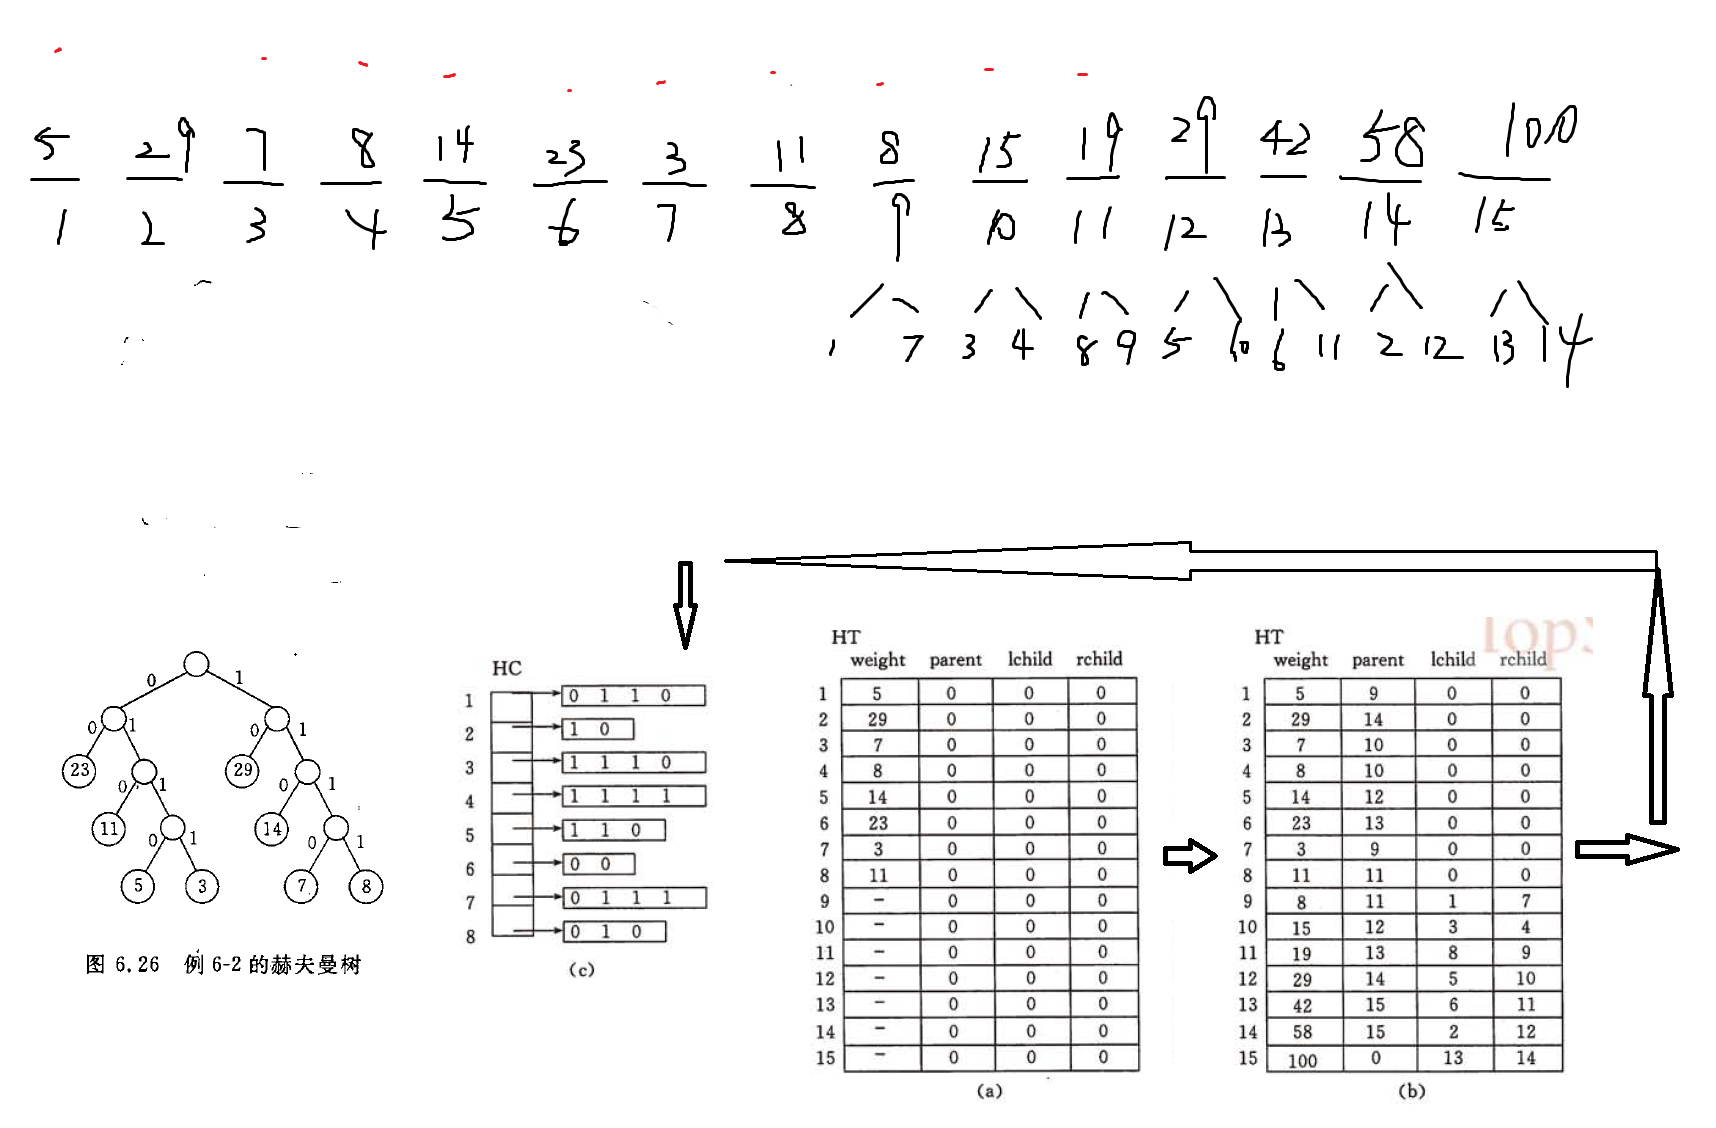 5 29 7 8 14 23 3 11 8 15 19 29 42 58 100
1 2 3 4 5 6 7 8 9 10 11 12 13 14 15
1 7 3 4 8 9 5 10 6 11 2 12 13 14
0 1
0 1 0 1
23 0 1 29 0 1
11 0 1 14 0 1
5 3 7 8
图 6.26 例 6-2 的赫夫曼树
HC
1 0 1 1 0
2 1 0
3 1 1 1 0
4 1 1 1 1
5 1 1 0
6 0 0
7 0 1 1 1
8 0 1 0
(c)
HT
weight parent lchild rchild
1 5 0 0 0
2 29 0 0 0
3 7 0 0 0
4 8 0 0 0
5 14 0 0 0
6 23 0 0 0
7 3 0 0 0
8 11 0 0 0
9 - 0 0 0
10 - 0 0 0
11 - 0 0 0
12 - 0 0 0
13 - 0 0 0
14 - 0 0 0
15 - 0 0 0
(a)
HT
weight parent lchild rchild
1 5 9 0 0
2 29 14 0 0
3 7 10 0 0
4 8 10 0 0
5 14 12 0 0
6 23 13 0 0
7 3 9 0 0
8 11 11 0 0
9 8 11 1 7
10 15 12 3 4
11 19 13 8 9
12 29 14 5 10
13 42 15 6 11
14 58 15 2 12
15 100 0 13 14
(b)